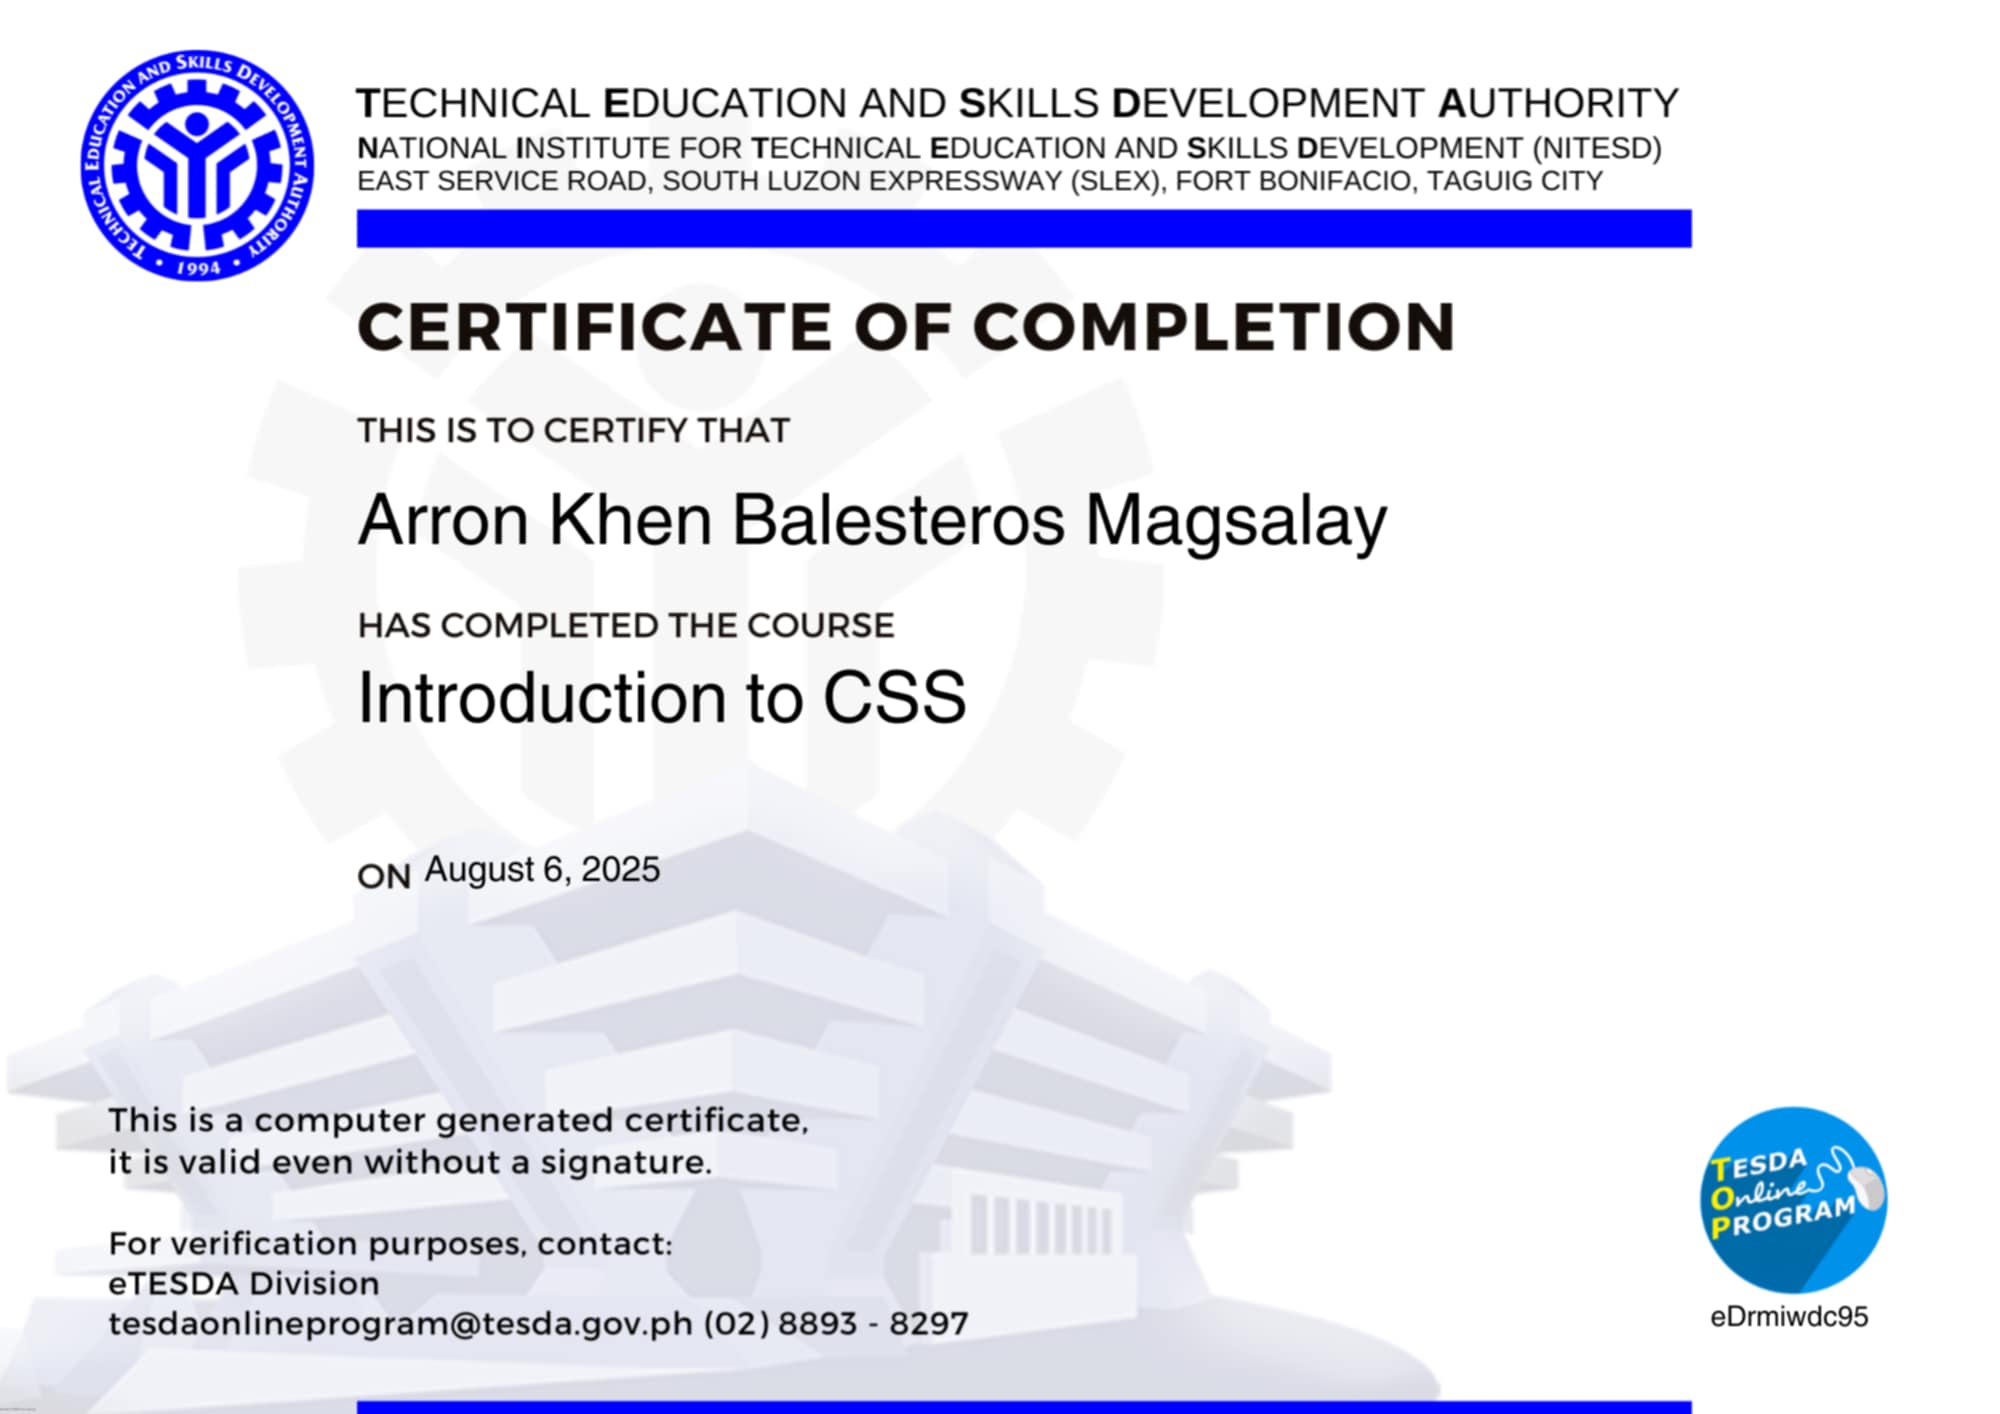 TECHNICAL EDUCATION AND SKILLS DEVELOPMENT AUTHORITY
• 1994 •
TECHNICAL EDUCATION AND SKILLS DEVELOPMENT AUTHORITY
NATIONAL INSTITUTE FOR TECHNICAL EDUCATION AND SKILLS DEVELOPMENT (NITESD)
EAST SERVICE ROAD, SOUTH LUZON EXPRESSWAY (SLEX), FORT BONIFACIO, TAGUIG CITY
CERTIFICATE OF COMPLETION
THIS IS TO CERTIFY THAT
Arron Khen Balesteros Magsalay
HAS COMPLETED THE COURSE
Introduction to CSS
ON August 6, 2025
This is a computer generated certificate,
it is valid even without a signature.
For verification purposes, contact:
eTESDA Division
tesdaonlineprogram@tesda.gov.ph (02) 8893 - 8297
TESDA
Online
PROGRAM
eDrmiwdc95